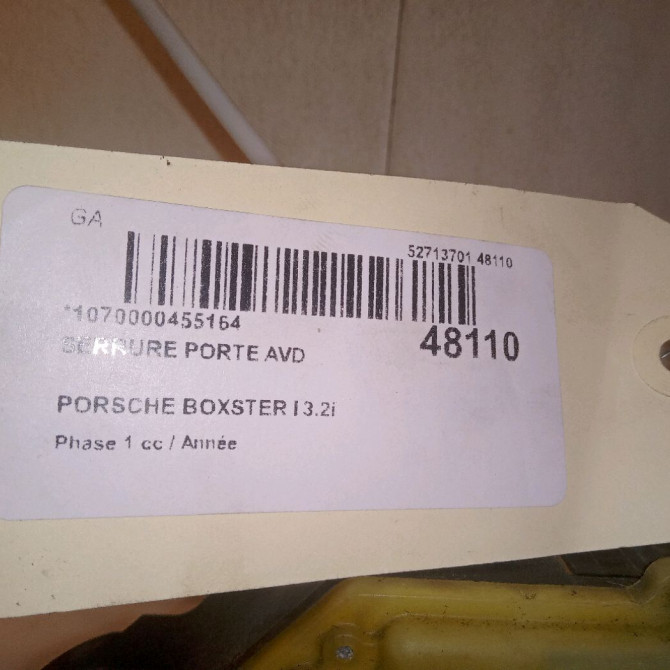 GA
52713701 48110
*1070000455164
48110
SERRURE PORTE AVD
PORSCHE BOXSTER I 3.2i
Phase 1 cc / Année